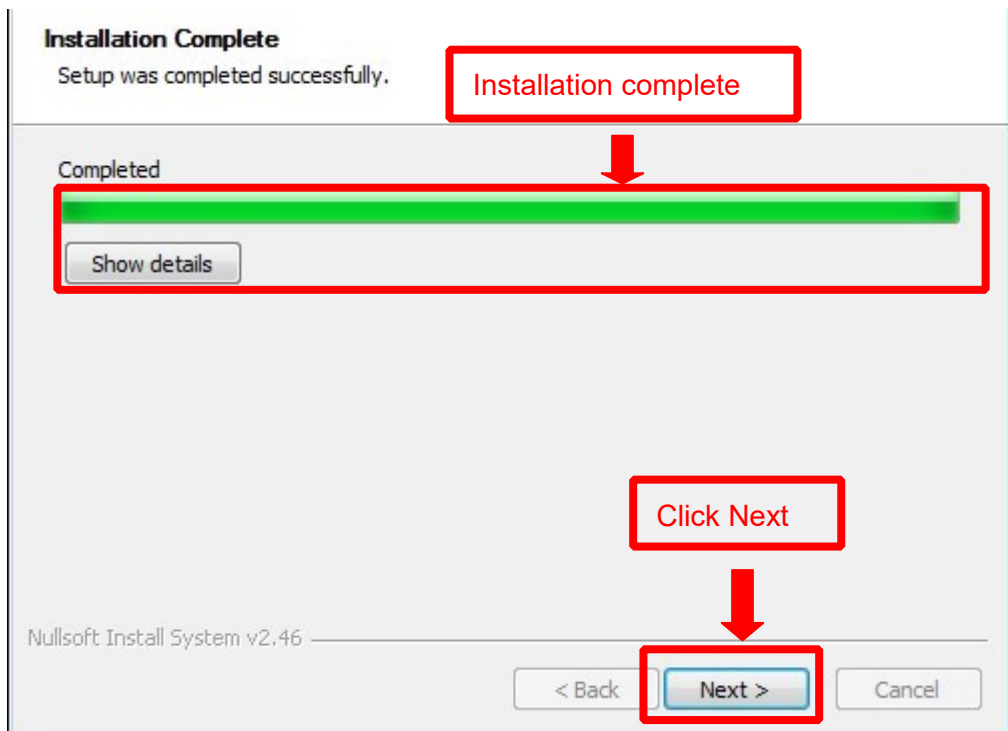 Installation Complete
Setup was completed successfully.
Installation complete
Completed
Show details
Click Next
Nullsoft Install System v2.46
< Back
Next >
Cancel